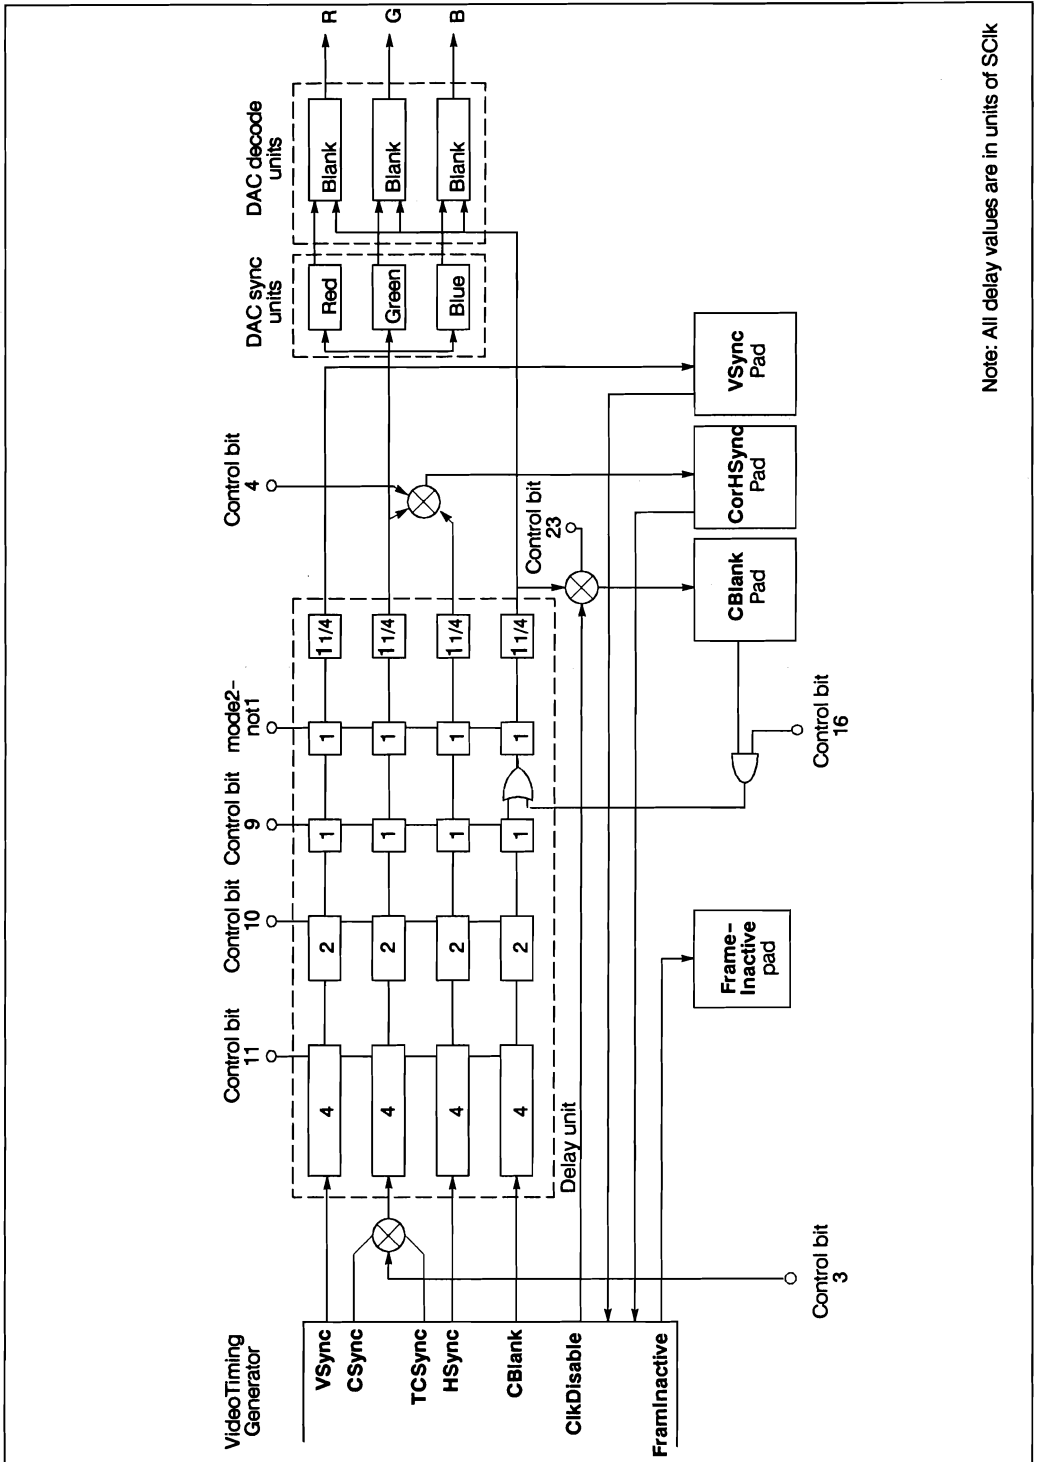 VideoTiming
Generator
VSync
CSync
TCSync
HSync
CBlank
ClkDisable
FramInactive
Control bit
3
Delay unit
Control bit
11
Control bit
10
Control bit
9
mode2-
not1
4
2
1
1
1 1/4
4
2
1
1
1 1/4
4
2
1
1
1 1/4
4
2
1
1
1 1/4
Control bit
4
Control bit
23
Control bit
16
DAC sync
units
Red
Green
Blue
DAC decode
units
Blank
Blank
Blank
R
G
B
Frame-
Inactive
pad
CBlank
Pad
CorHSync
Pad
VSync
Pad
Note: All delay values are in units of SClk